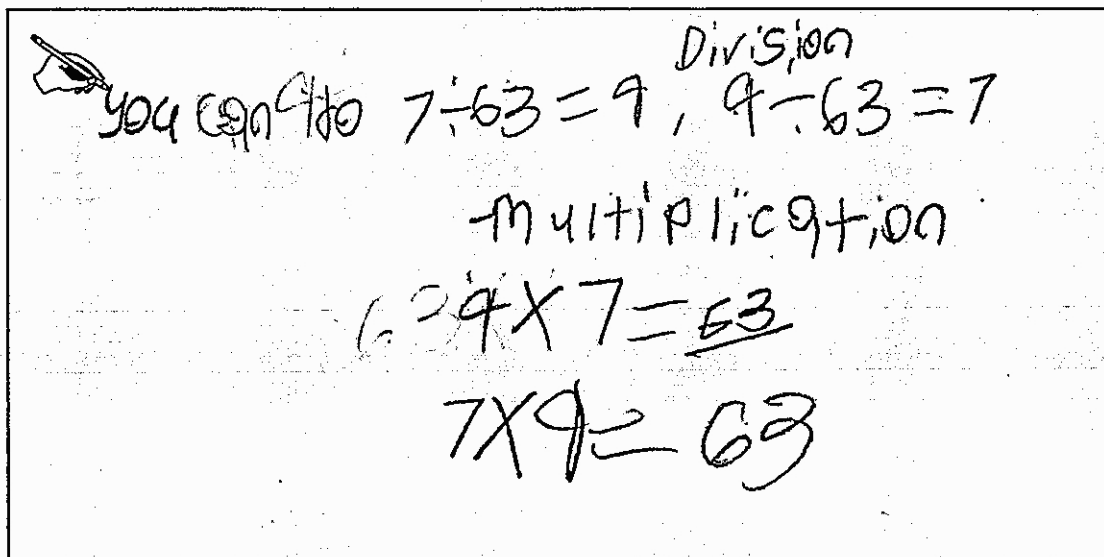 Division
you can do 7÷63=9, 9÷63=7
multiplication
9x7=63
7x9=63